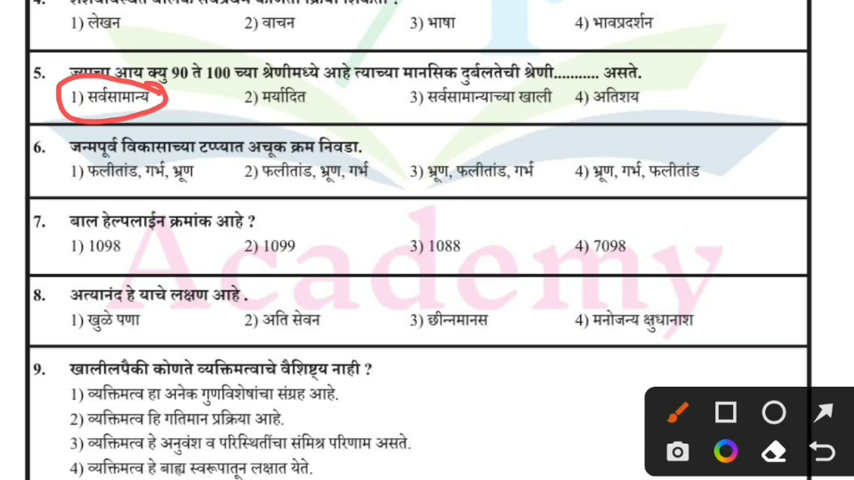 1) लेखन 2) वाचन 3) भाषा 4) भावप्रदर्शन
5. ज्याचा आय क्यु 90 ते 100 च्या श्रेणीमध्ये आहे त्याच्या मानसिक दुर्बलतेची श्रेणी........... असते.
1) सर्वसामान्य 2) मर्यादित 3) सर्वसामान्याच्या खाली 4) अतिशय
6. जन्मपूर्व विकासाच्या टप्प्यात अचूक क्रम निवडा.
1) फलीतांड, गर्भ, भ्रूण 2) फलीतांड, भ्रूण, गर्भ 3) भ्रूण, फलीतांड, गर्भ 4) भ्रूण, गर्भ, फलीतांड
7. बाल हेल्पलाईन क्रमांक आहे ?
1) 1098 2) 1099 3) 1088 4) 7098
Academy
8. अत्यानंद हे याचे लक्षण आहे .
1) खुळे पणा 2) अति सेवन 3) छीन्नमानस 4) मनोजन्य क्षुधानाश
9. खालीलपैकी कोणते व्यक्तिमत्वाचे वैशिष्ट्य नाही ?
1) व्यक्तिमत्व हा अनेक गुणविशेषांचा संग्रह आहे.
2) व्यक्तिमत्व हि गतिमान प्रक्रिया आहे.
3) व्यक्तिमत्व हे अनुवंश व परिस्थितींचा संमिश्र परिणाम असते.
4) व्यक्तिमत्व हे बाह्य स्वरूपातून लक्षात येते.